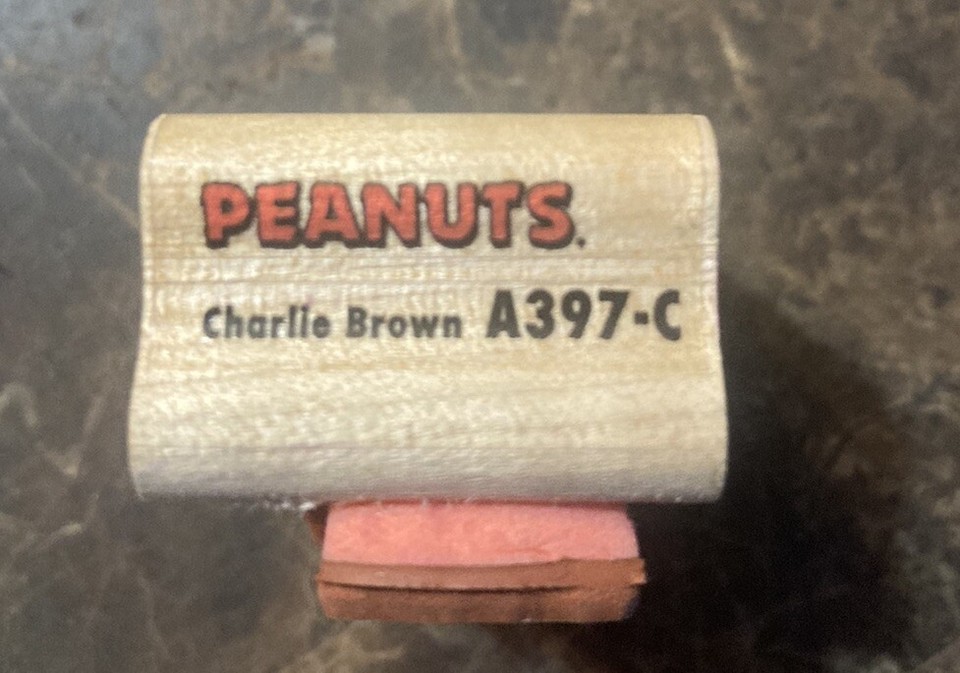 PEANUTS.
Charlie Brown A397-C